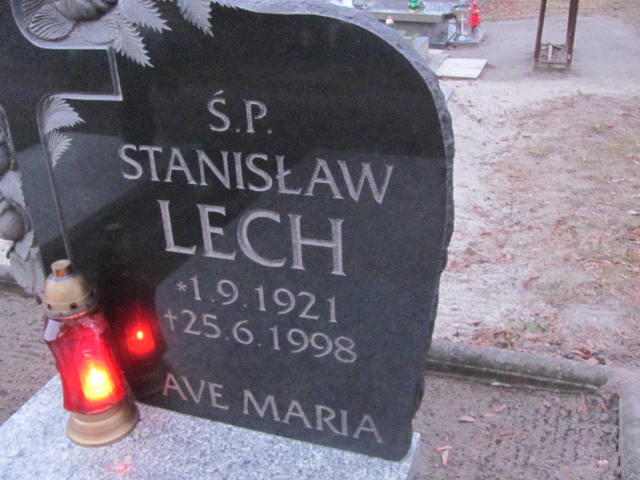 Ś.P.
STANISŁAW
LECH
*1.9.1921
†25.6.1998
AVE MARIA